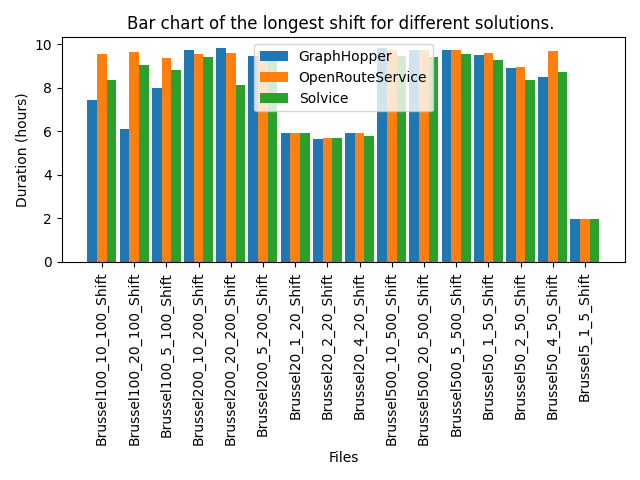 Bar chart of the longest shift for different solutions.
GraphHopper
OpenRouteService
Solvice
Duration (hours)
10
8
6
4
2
0
Brussel100_10_100_Shift
Brussel100_20_100_Shift
Brussel100_5_100_Shift
Brussel200_10_200_Shift
Brussel200_20_200_Shift
Brussel200_5_200_Shift
Brussel20_1_20_Shift
Brussel20_2_20_Shift
Brussel20_4_20_Shift
Brussel500_10_500_Shift
Brussel500_20_500_Shift
Brussel500_5_500_Shift
Brussel50_1_50_Shift
Brussel50_2_50_Shift
Brussel50_4_50_Shift
Brussel5_1_5_Shift
Files